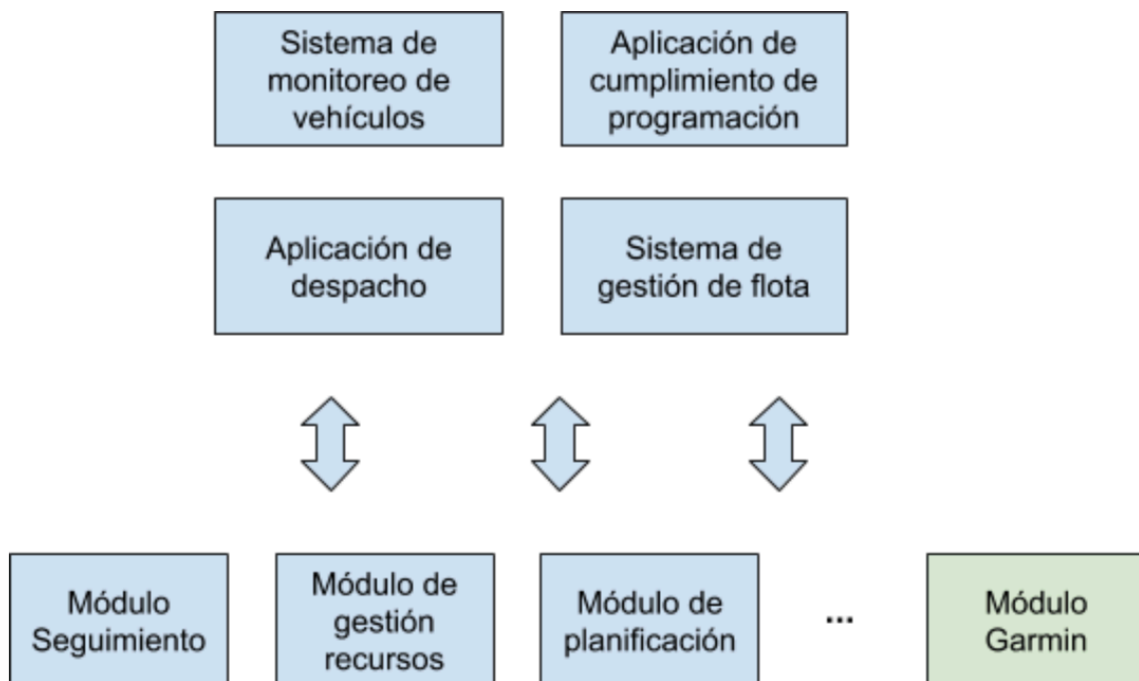 Sistema de
monitoreo de
vehículos
Aplicación de
cumplimiento de
programación
Aplicación de
despacho
Sistema de
gestión de flota
Módulo
Seguimiento
Módulo de
gestión
recursos
Módulo de
planificación
...
Módulo
Garmin